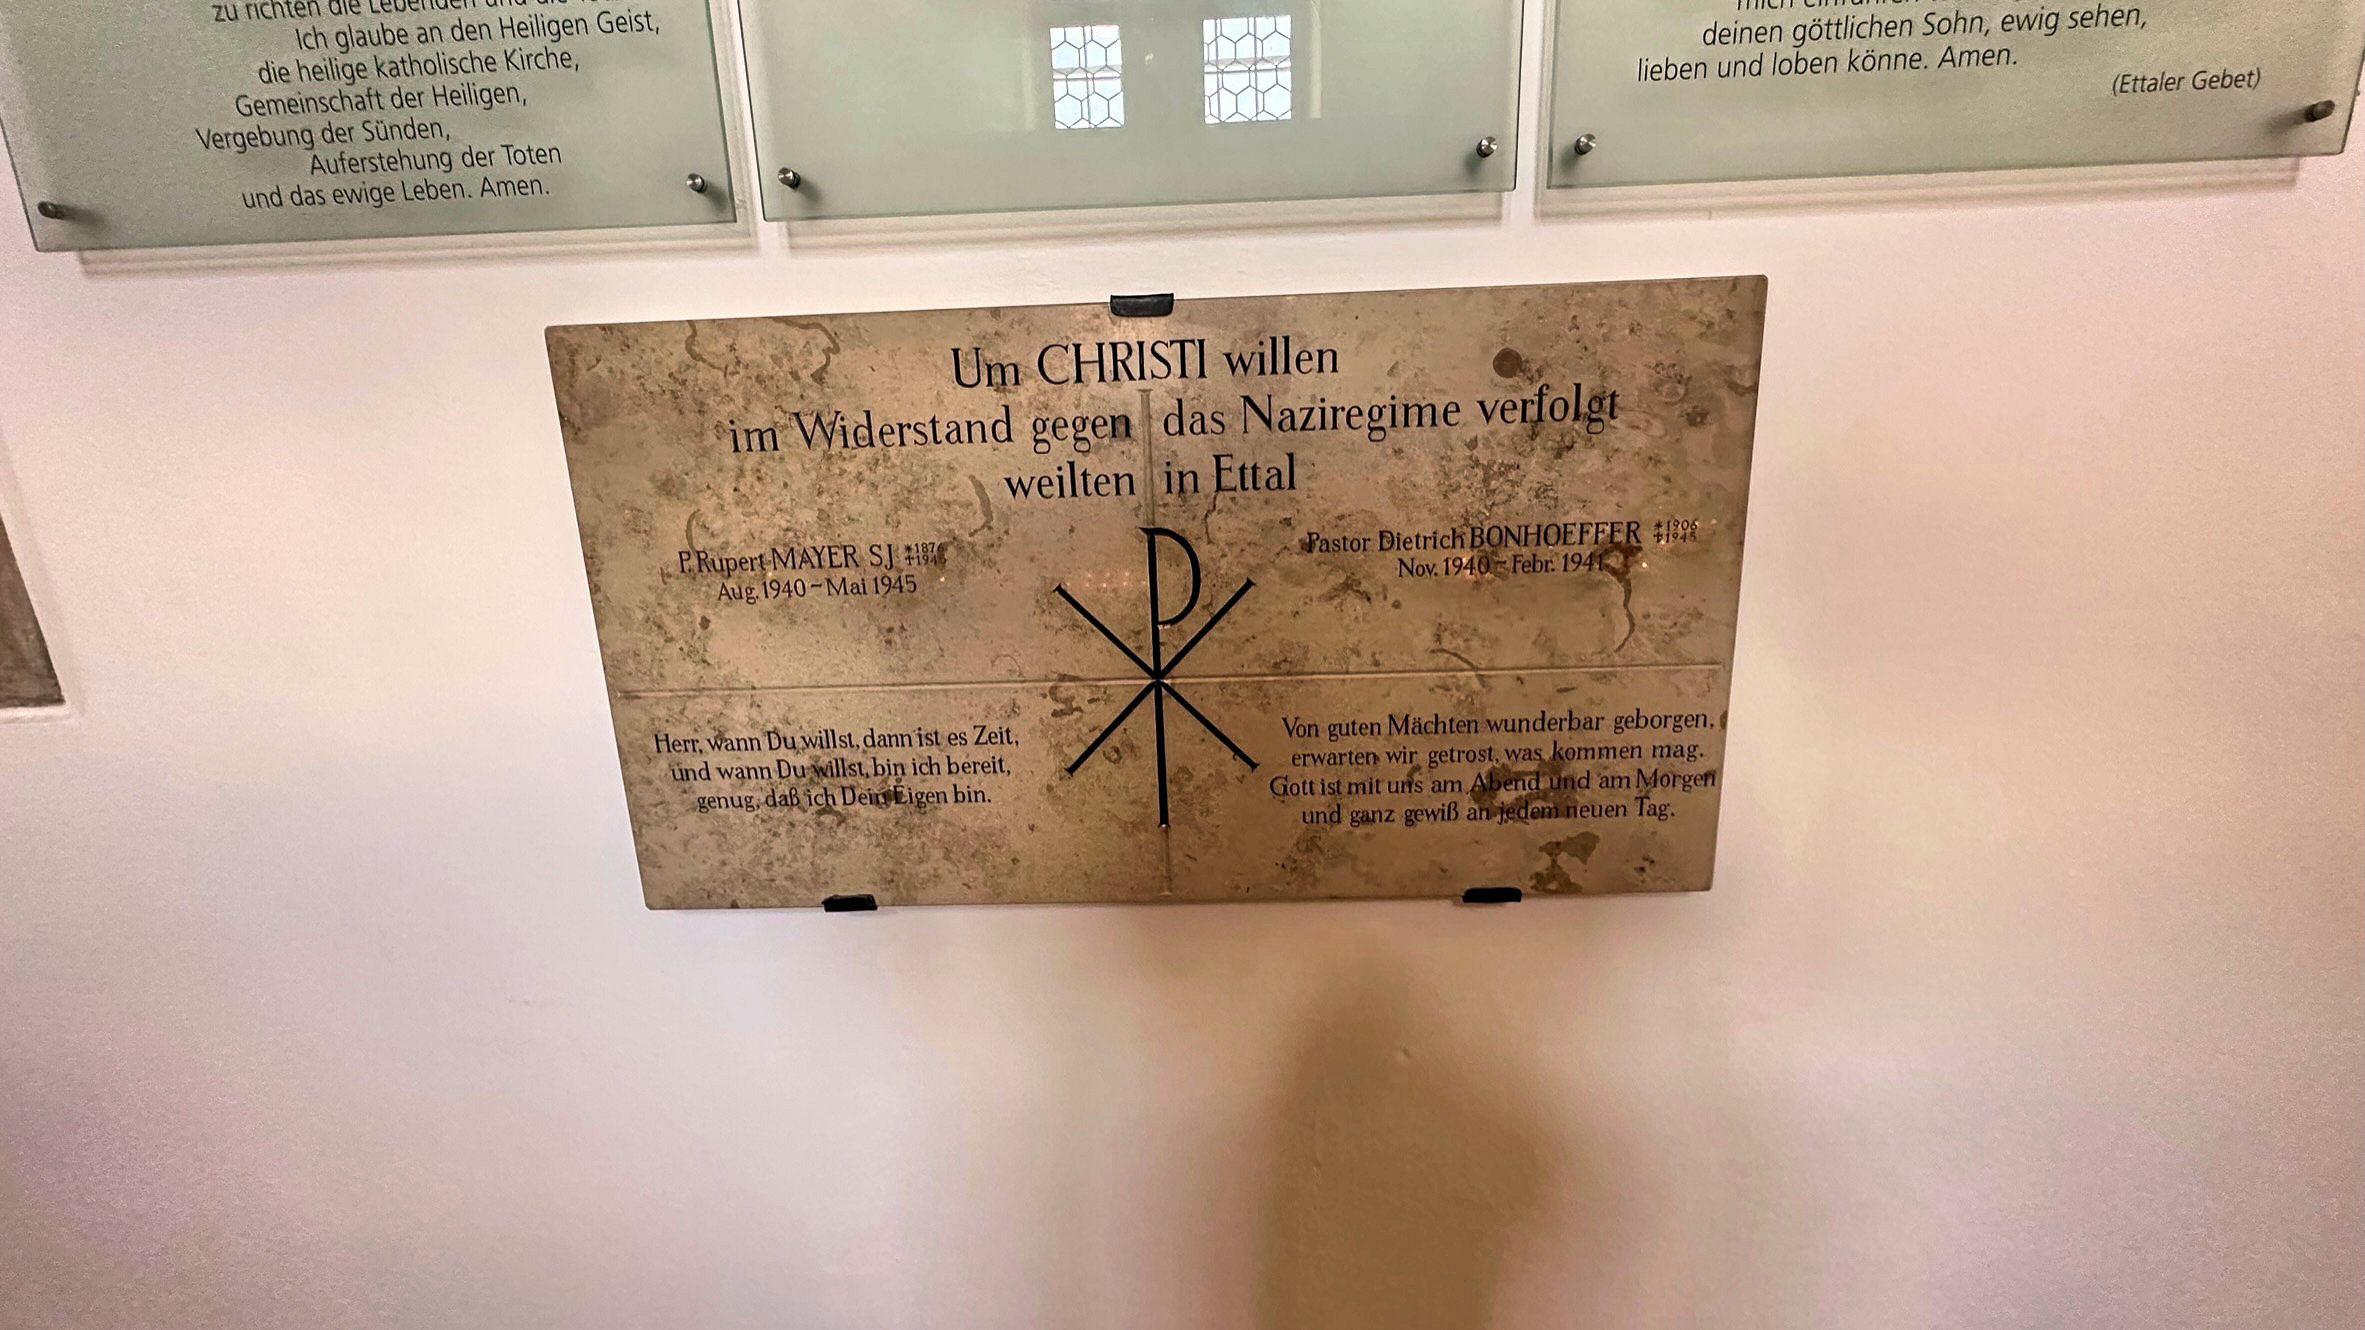 zu richten die Lebenden und die
Ich glaube an den Heiligen Geist,
die heilige katholische Kirche,
Gemeinschaft der Heiligen,
Vergebung der Sünden,
Auferstehung der Toten
und das ewige Leben. Amen.
deinen göttlichen Sohn, ewig sehen,
lieben und loben könne. Amen.
(Ettaler Gebet)
Um CHRISTI willen
im Widerstand gegen das Naziregime verfolgt
weilten in Ettal
P. Rupert MAYER SJ *1876 +1945
Aug. 1940 – Mai 1945
Pastor Dietrich BONHOEFFER *1906 +1945
Nov. 1940 – Febr. 1941
Herr, wann Du willst, dann ist es Zeit,
und wann Du willst, bin ich bereit,
genug, daß ich Dein Eigen bin.
Von guten Mächten wunderbar geborgen,
erwarten wir getrost, was kommen mag.
Gott ist mit uns am Abend und am Morgen
und ganz gewiß an jedem neuen Tag.